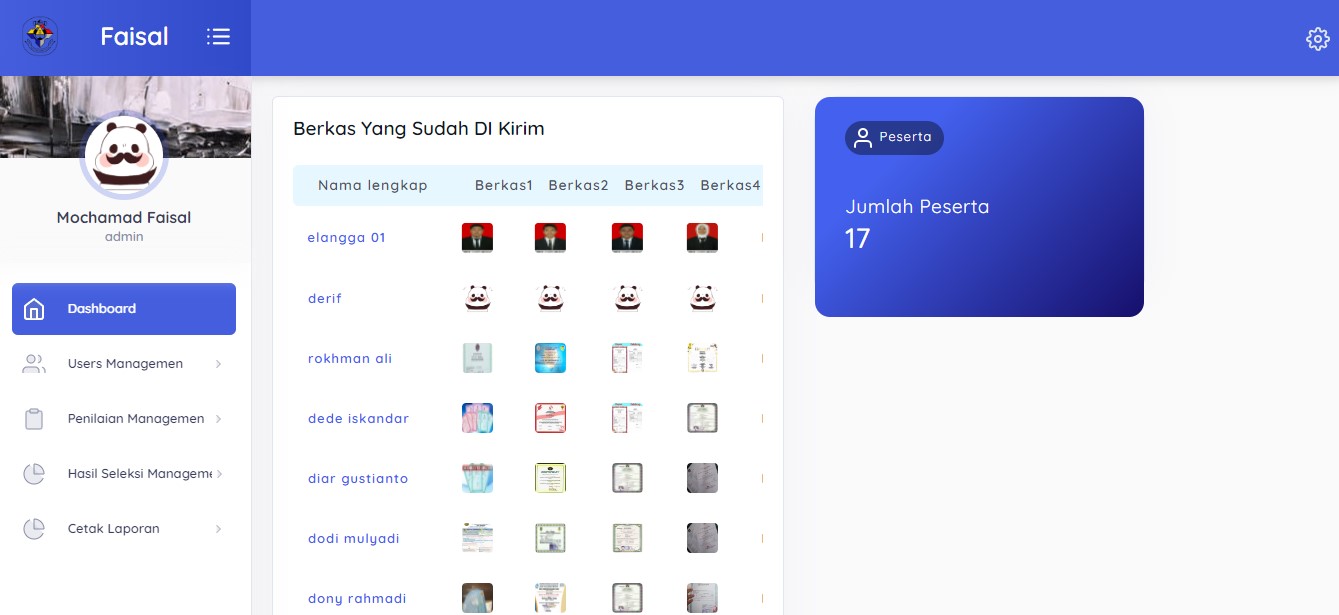 Faisal
Mochamad Faisal
admin
Dashboard
Users Managemen
Penilaian Managemen
Hasil Seleksi Manageme
Cetak Laporan
Berkas Yang Sudah DI Kirim
Nama lengkap Berkas1 Berkas2 Berkas3 Berkas4
elangga 01
derif
rokhman ali
dede iskandar
diar gustianto
dodi mulyadi
dony rahmadi
Peserta
Jumlah Peserta
17